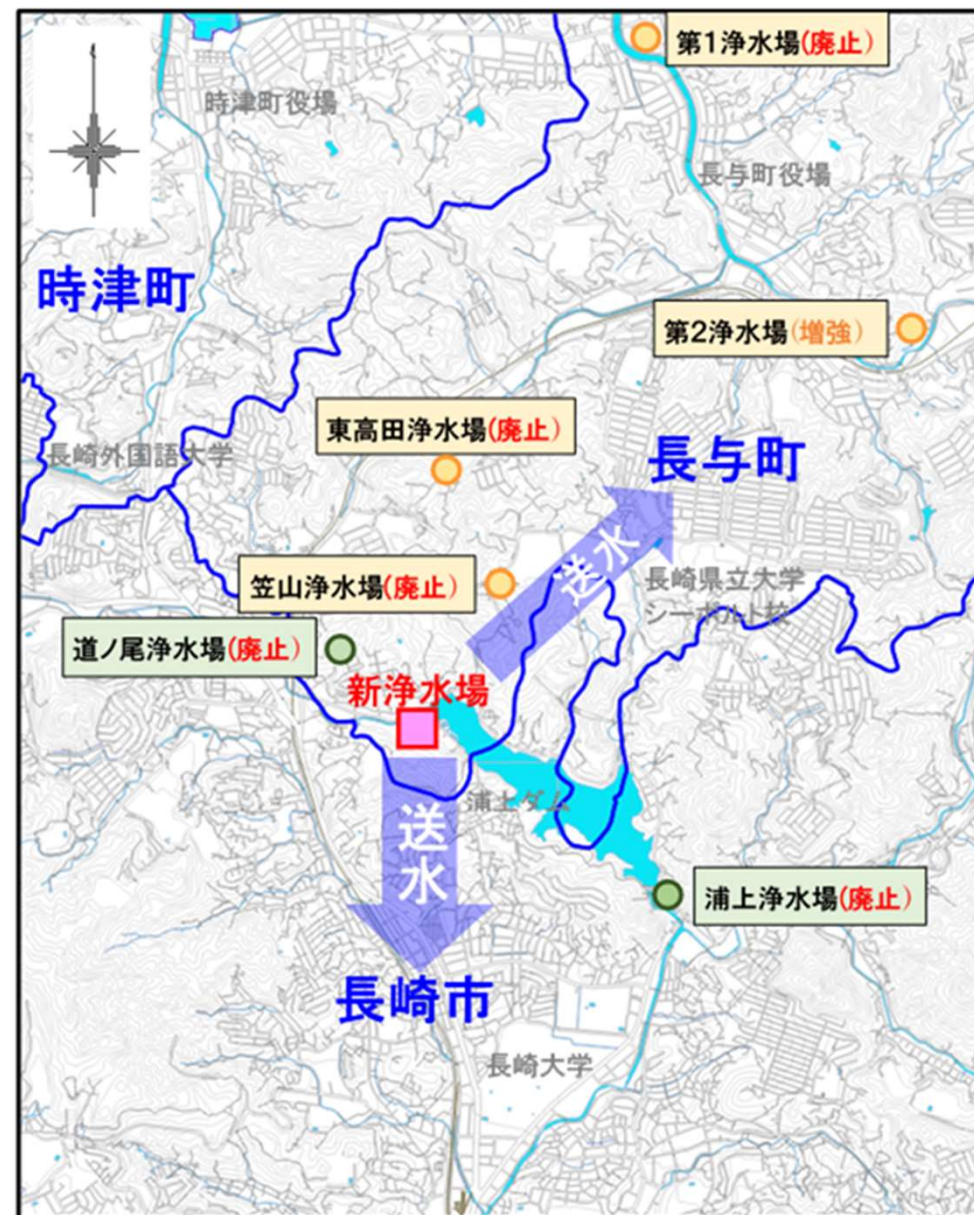 第1浄水場(廃止)
時津町役場
長与町役場
時津町
第2浄水場(増強)
東高田浄水場(廃止)
長崎外国語大学
長与町
送水
笠山浄水場(廃止)
長崎県立大学
シーボルト校
道ノ尾浄水場(廃止)
新浄水場
浦上ダム
送水
浦上浄水場(廃止)
長崎市
長崎大学